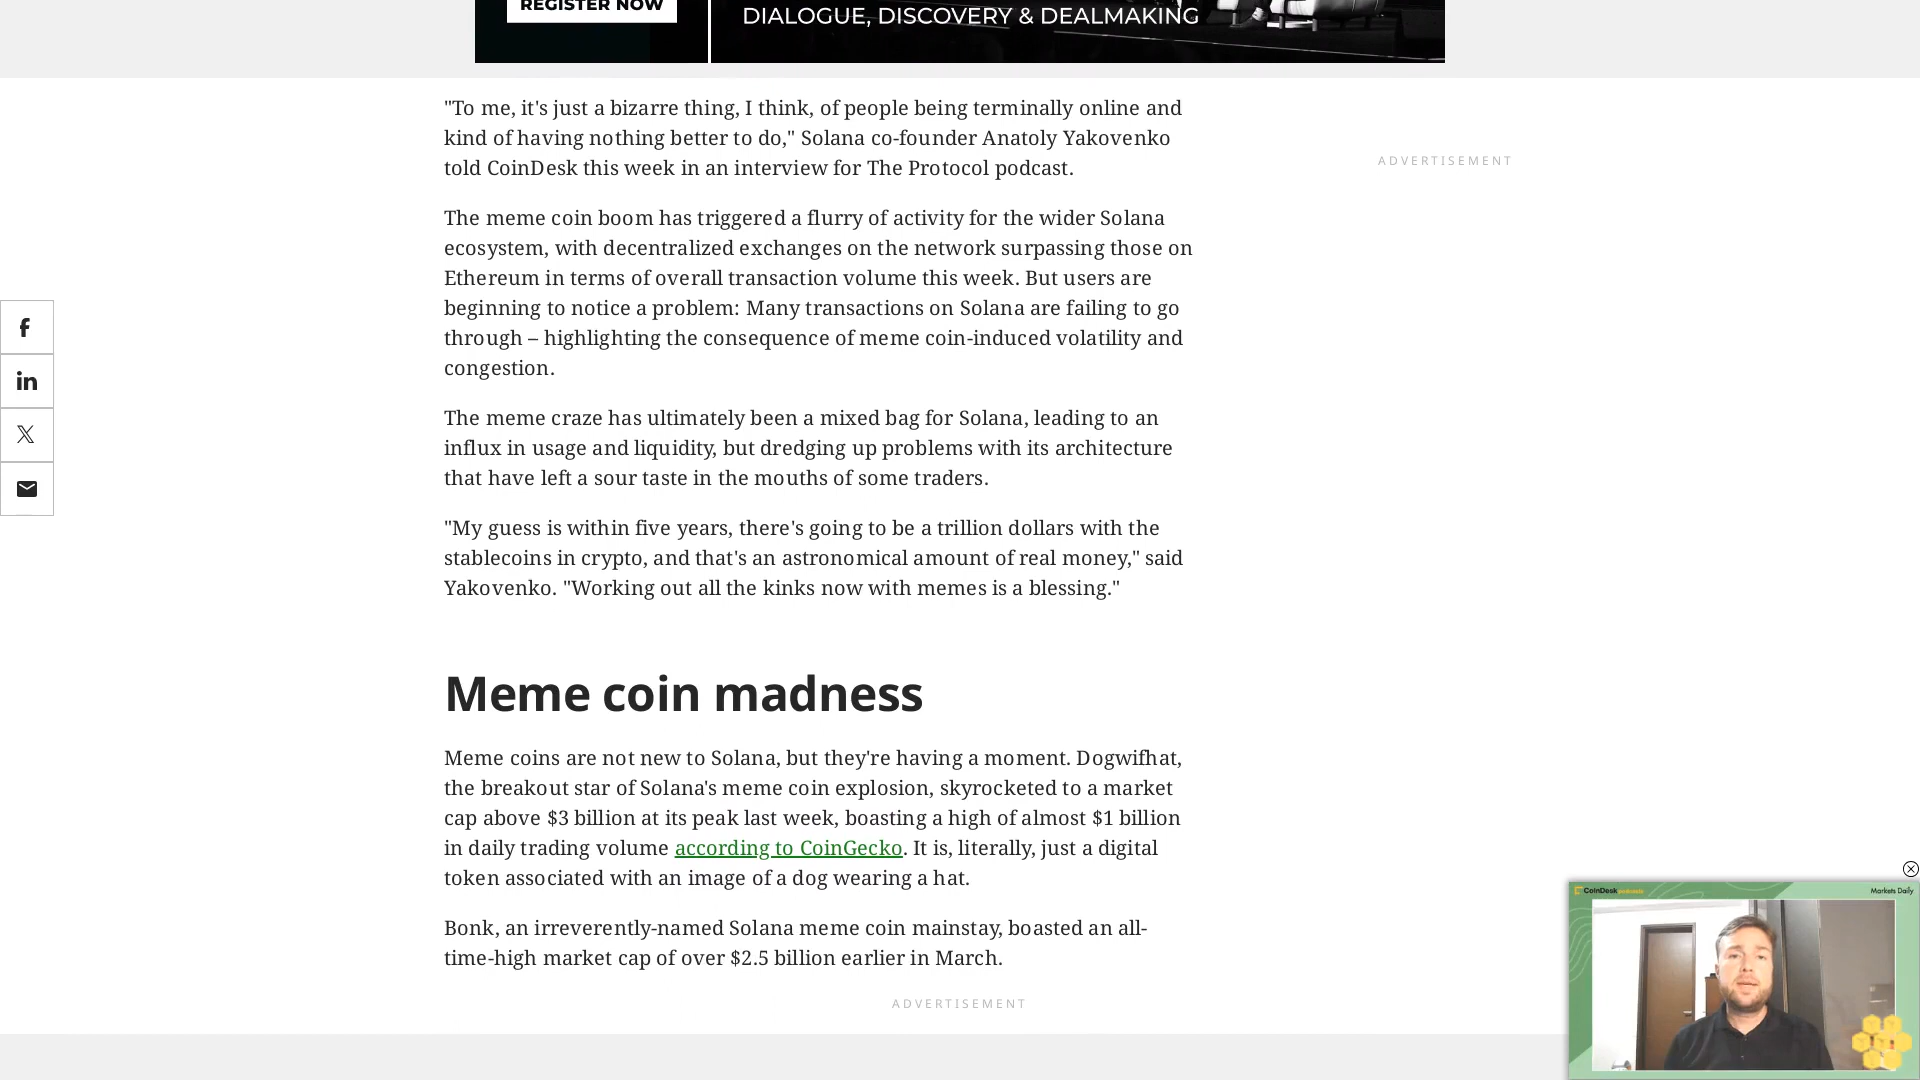 REGISTER NOW
DIALOGUE, DISCOVERY & DEALMAKING
"To me, it's just a bizarre thing, I think, of people being terminally online and
kind of having nothing better to do," Solana co-founder Anatoly Yakovenko
told CoinDesk this week in an interview for The Protocol podcast.
ADVERTISEMENT
The meme coin boom has triggered a flurry of activity for the wider Solana
ecosystem, with decentralized exchanges on the network surpassing those on
Ethereum in terms of overall transaction volume this week. But users are
beginning to notice a problem: Many transactions on Solana are failing to go
through – highlighting the consequence of meme coin-induced volatility and
congestion.
The meme craze has ultimately been a mixed bag for Solana, leading to an
influx in usage and liquidity, but dredging up problems with its architecture
that have left a sour taste in the mouths of some traders.
"My guess is within five years, there's going to be a trillion dollars with the
stablecoins in crypto, and that's an astronomical amount of real money," said
Yakovenko. "Working out all the kinks now with memes is a blessing."
Meme coin madness
Meme coins are not new to Solana, but they're having a moment. Dogwifhat,
the breakout star of Solana's meme coin explosion, skyrocketed to a market
cap above $3 billion at its peak last week, boasting a high of almost $1 billion
in daily trading volume according to CoinGecko. It is, literally, just a digital
token associated with an image of a dog wearing a hat.
Bonk, an irreverently-named Solana meme coin mainstay, boasted an all-
time-high market cap of over $2.5 billion earlier in March.
ADVERTISEMENT
CoinDesk podcasts
Markets Daily